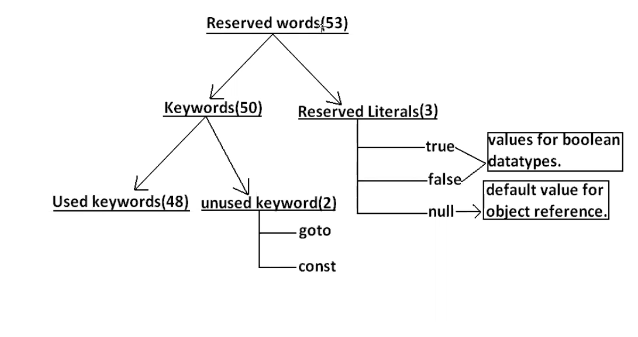 Reserved words(53)
Keywords(50)
Reserved Literals(3)
true
false
values for boolean
datatypes.
null
default value for
object reference.
Used keywords(48)
unused keyword(2)
goto
const